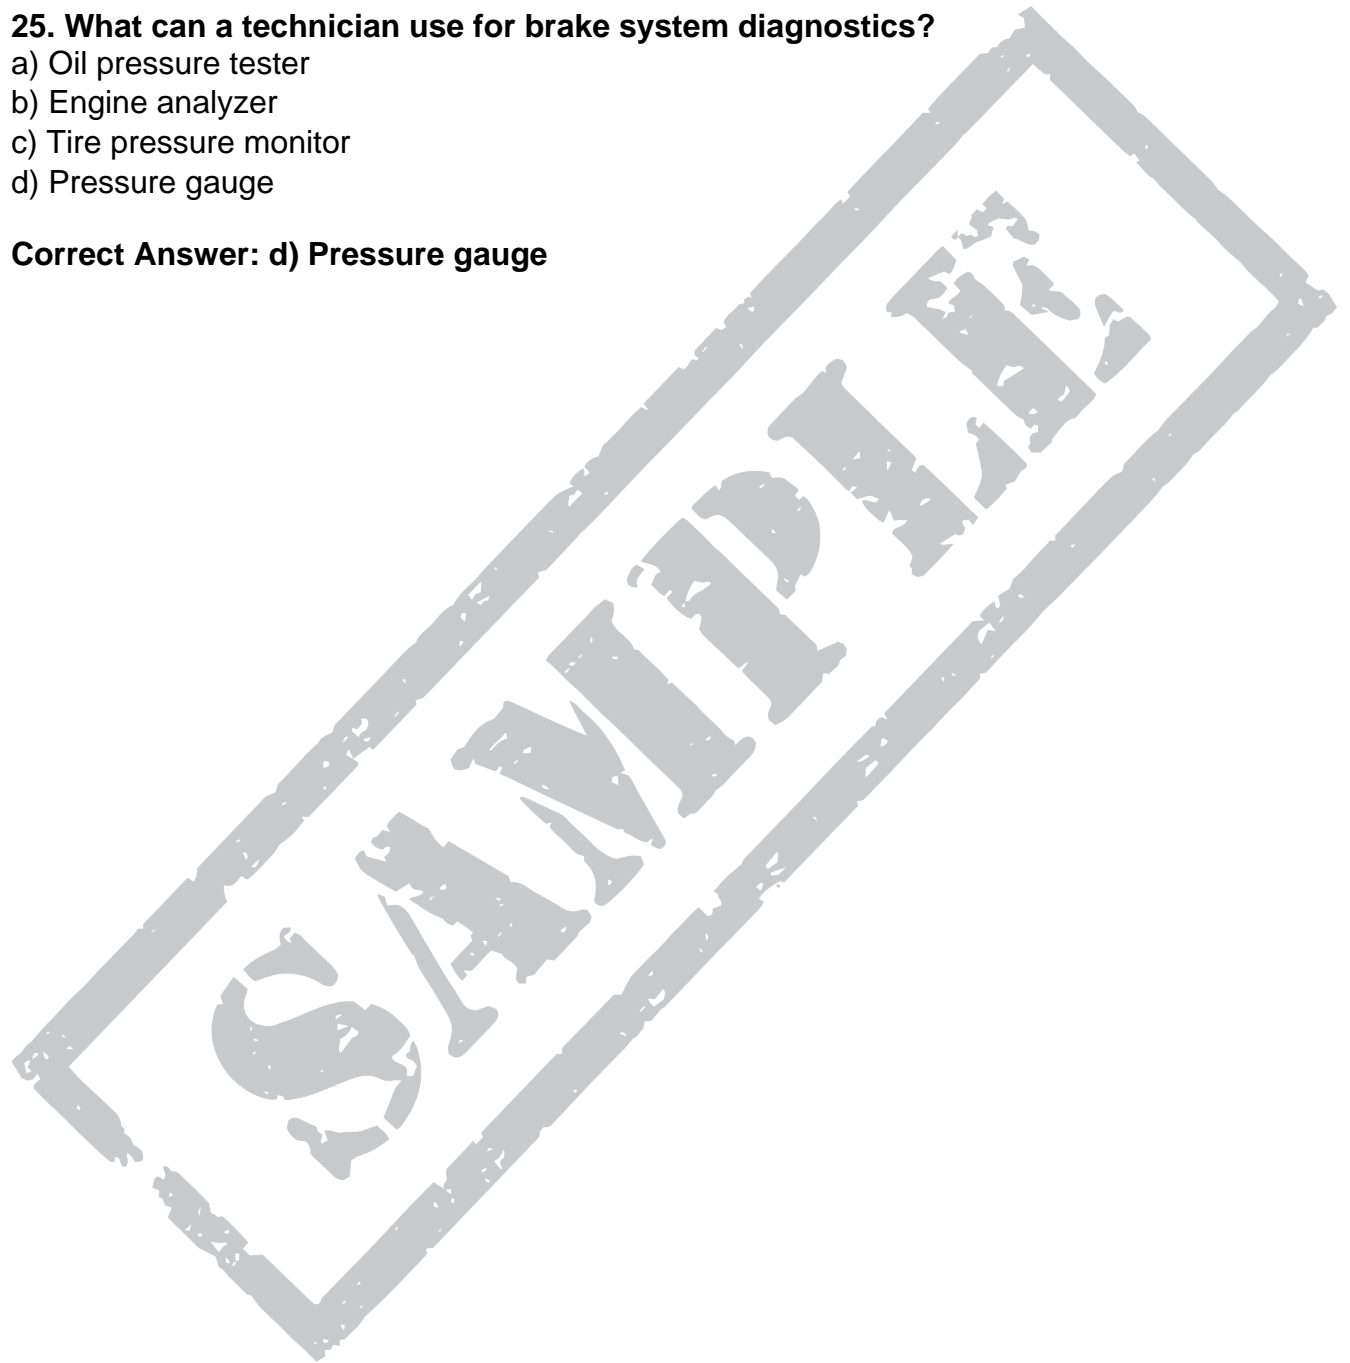 25. What can a technician use for brake system diagnostics?
a) Oil pressure tester
b) Engine analyzer
c) Tire pressure monitor
d) Pressure gauge
Correct Answer: d) Pressure gauge
SAMPLE